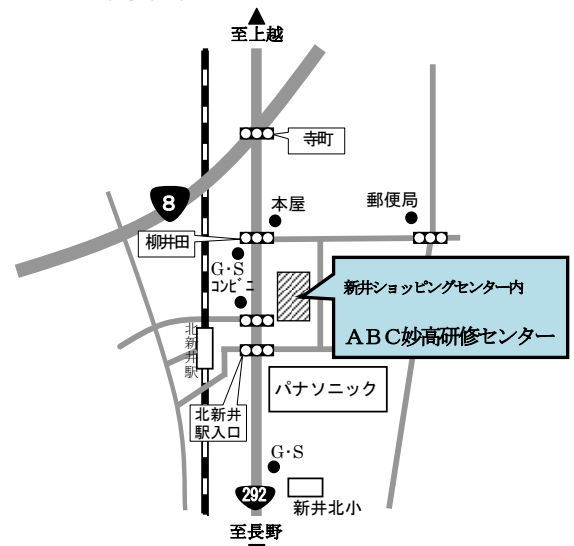 至上越
寺町
8
本屋
郵便局
柳井田
G・S
コンビニ
新井ショッピングセンター内
ABC妙高研修センター
北新井駅
パナソニック
北新井
駅入口
G・S
292
新井北小
至長野